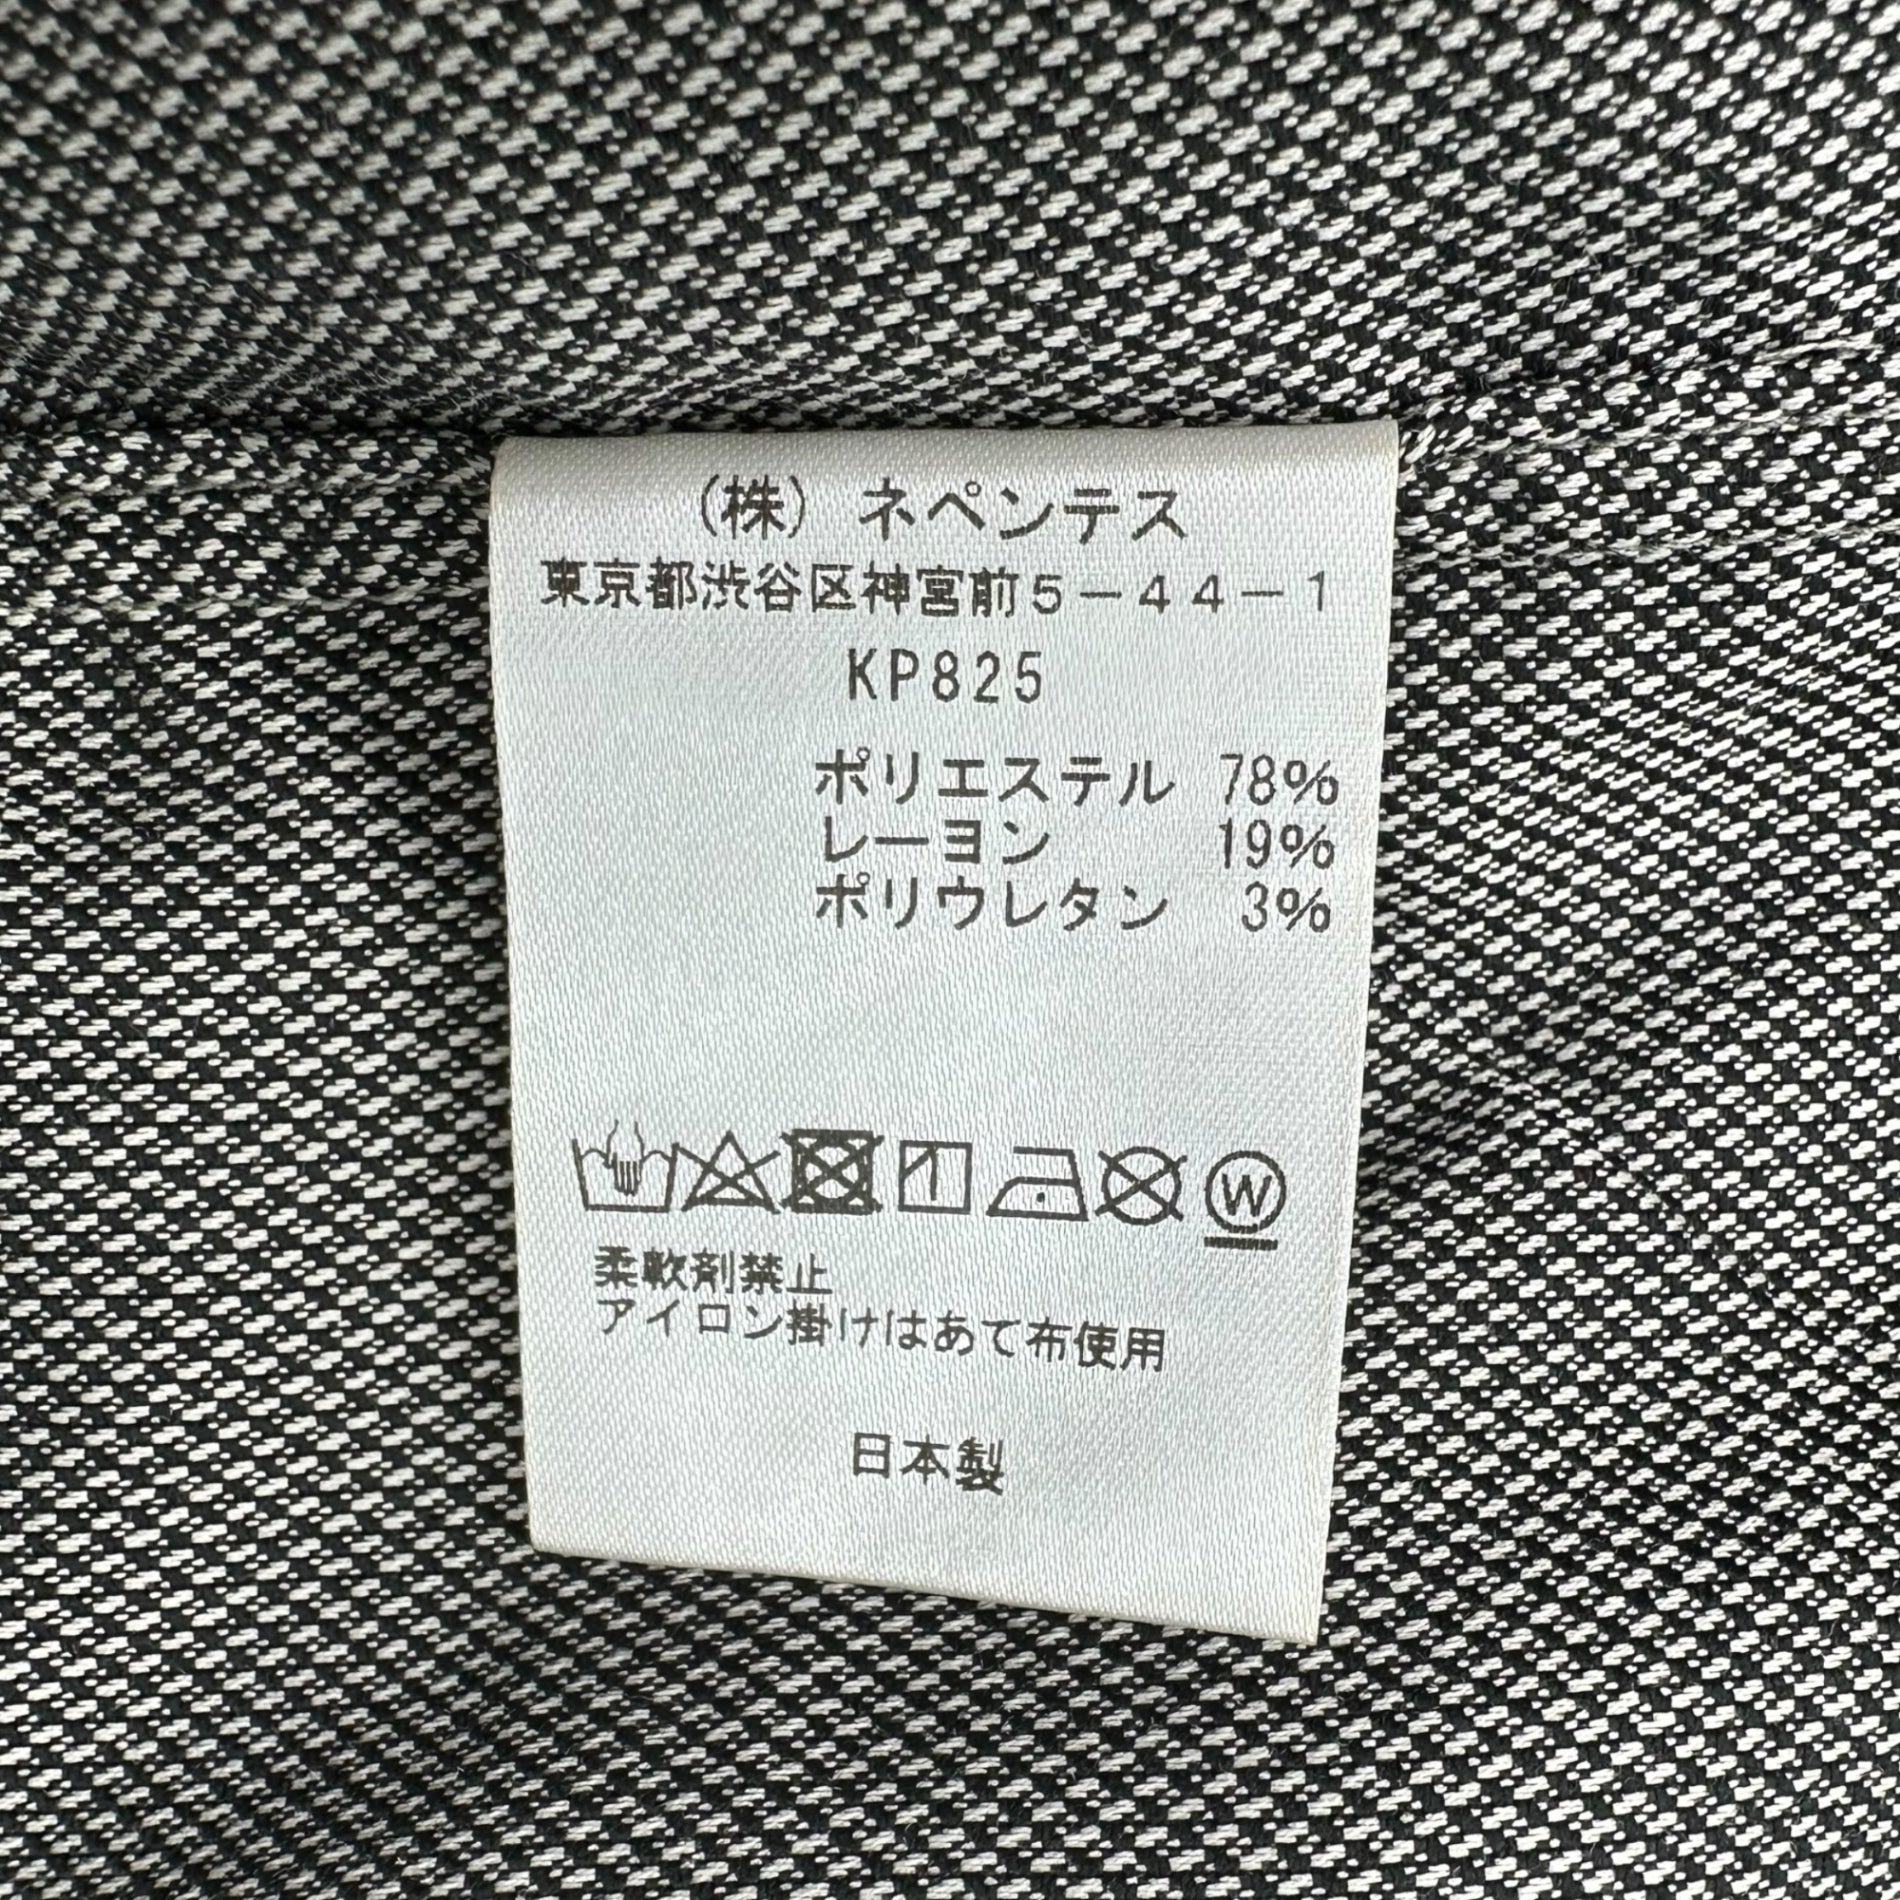 (株) ネペンテス
東京都渋谷区神宮前5-44-1
KP825
ポリエステル 78%
レーヨン 19%
ポリウレタン 3%
W
柔軟剤禁止
アイロン掛けはあて布使用
日本製